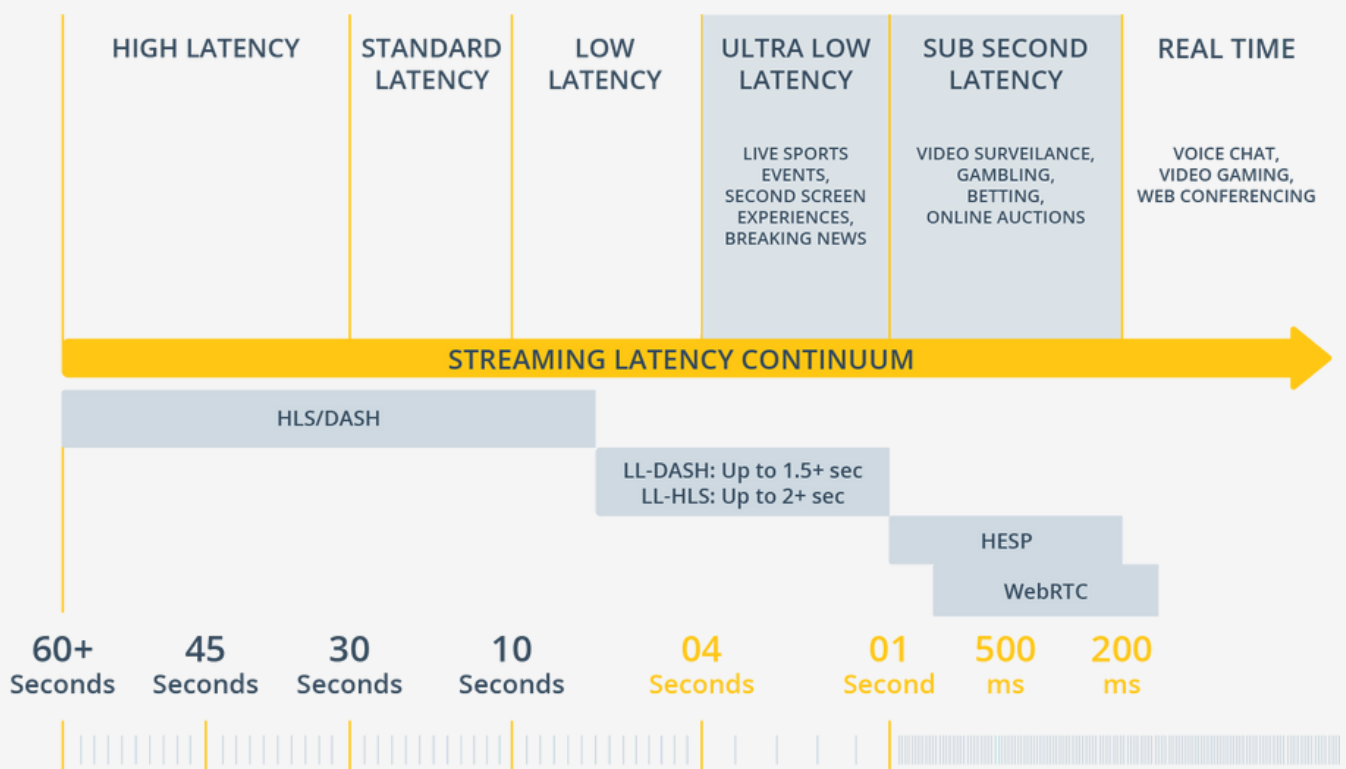 HIGH LATENCY
STANDARD
LATENCY
LOW
LATENCY
ULTRA LOW
LATENCY
SUB SECOND
LATENCY
REAL TIME
LIVE SPORTS
EVENTS,
SECOND SCREEN
EXPERIENCES,
BREAKING NEWS
VIDEO SURVEILANCE,
GAMBLING,
BETTING,
ONLINE AUCTIONS
VOICE CHAT,
VIDEO GAMING,
WEB CONFERENCING
STREAMING LATENCY CONTINUUM
HLS/DASH
LL-DASH: Up to 1.5+ sec
LL-HLS: Up to 2+ sec
HESP
WebRTC
60+
Seconds
45
Seconds
30
Seconds
10
Seconds
04
Seconds
01
Second
500
ms
200
ms